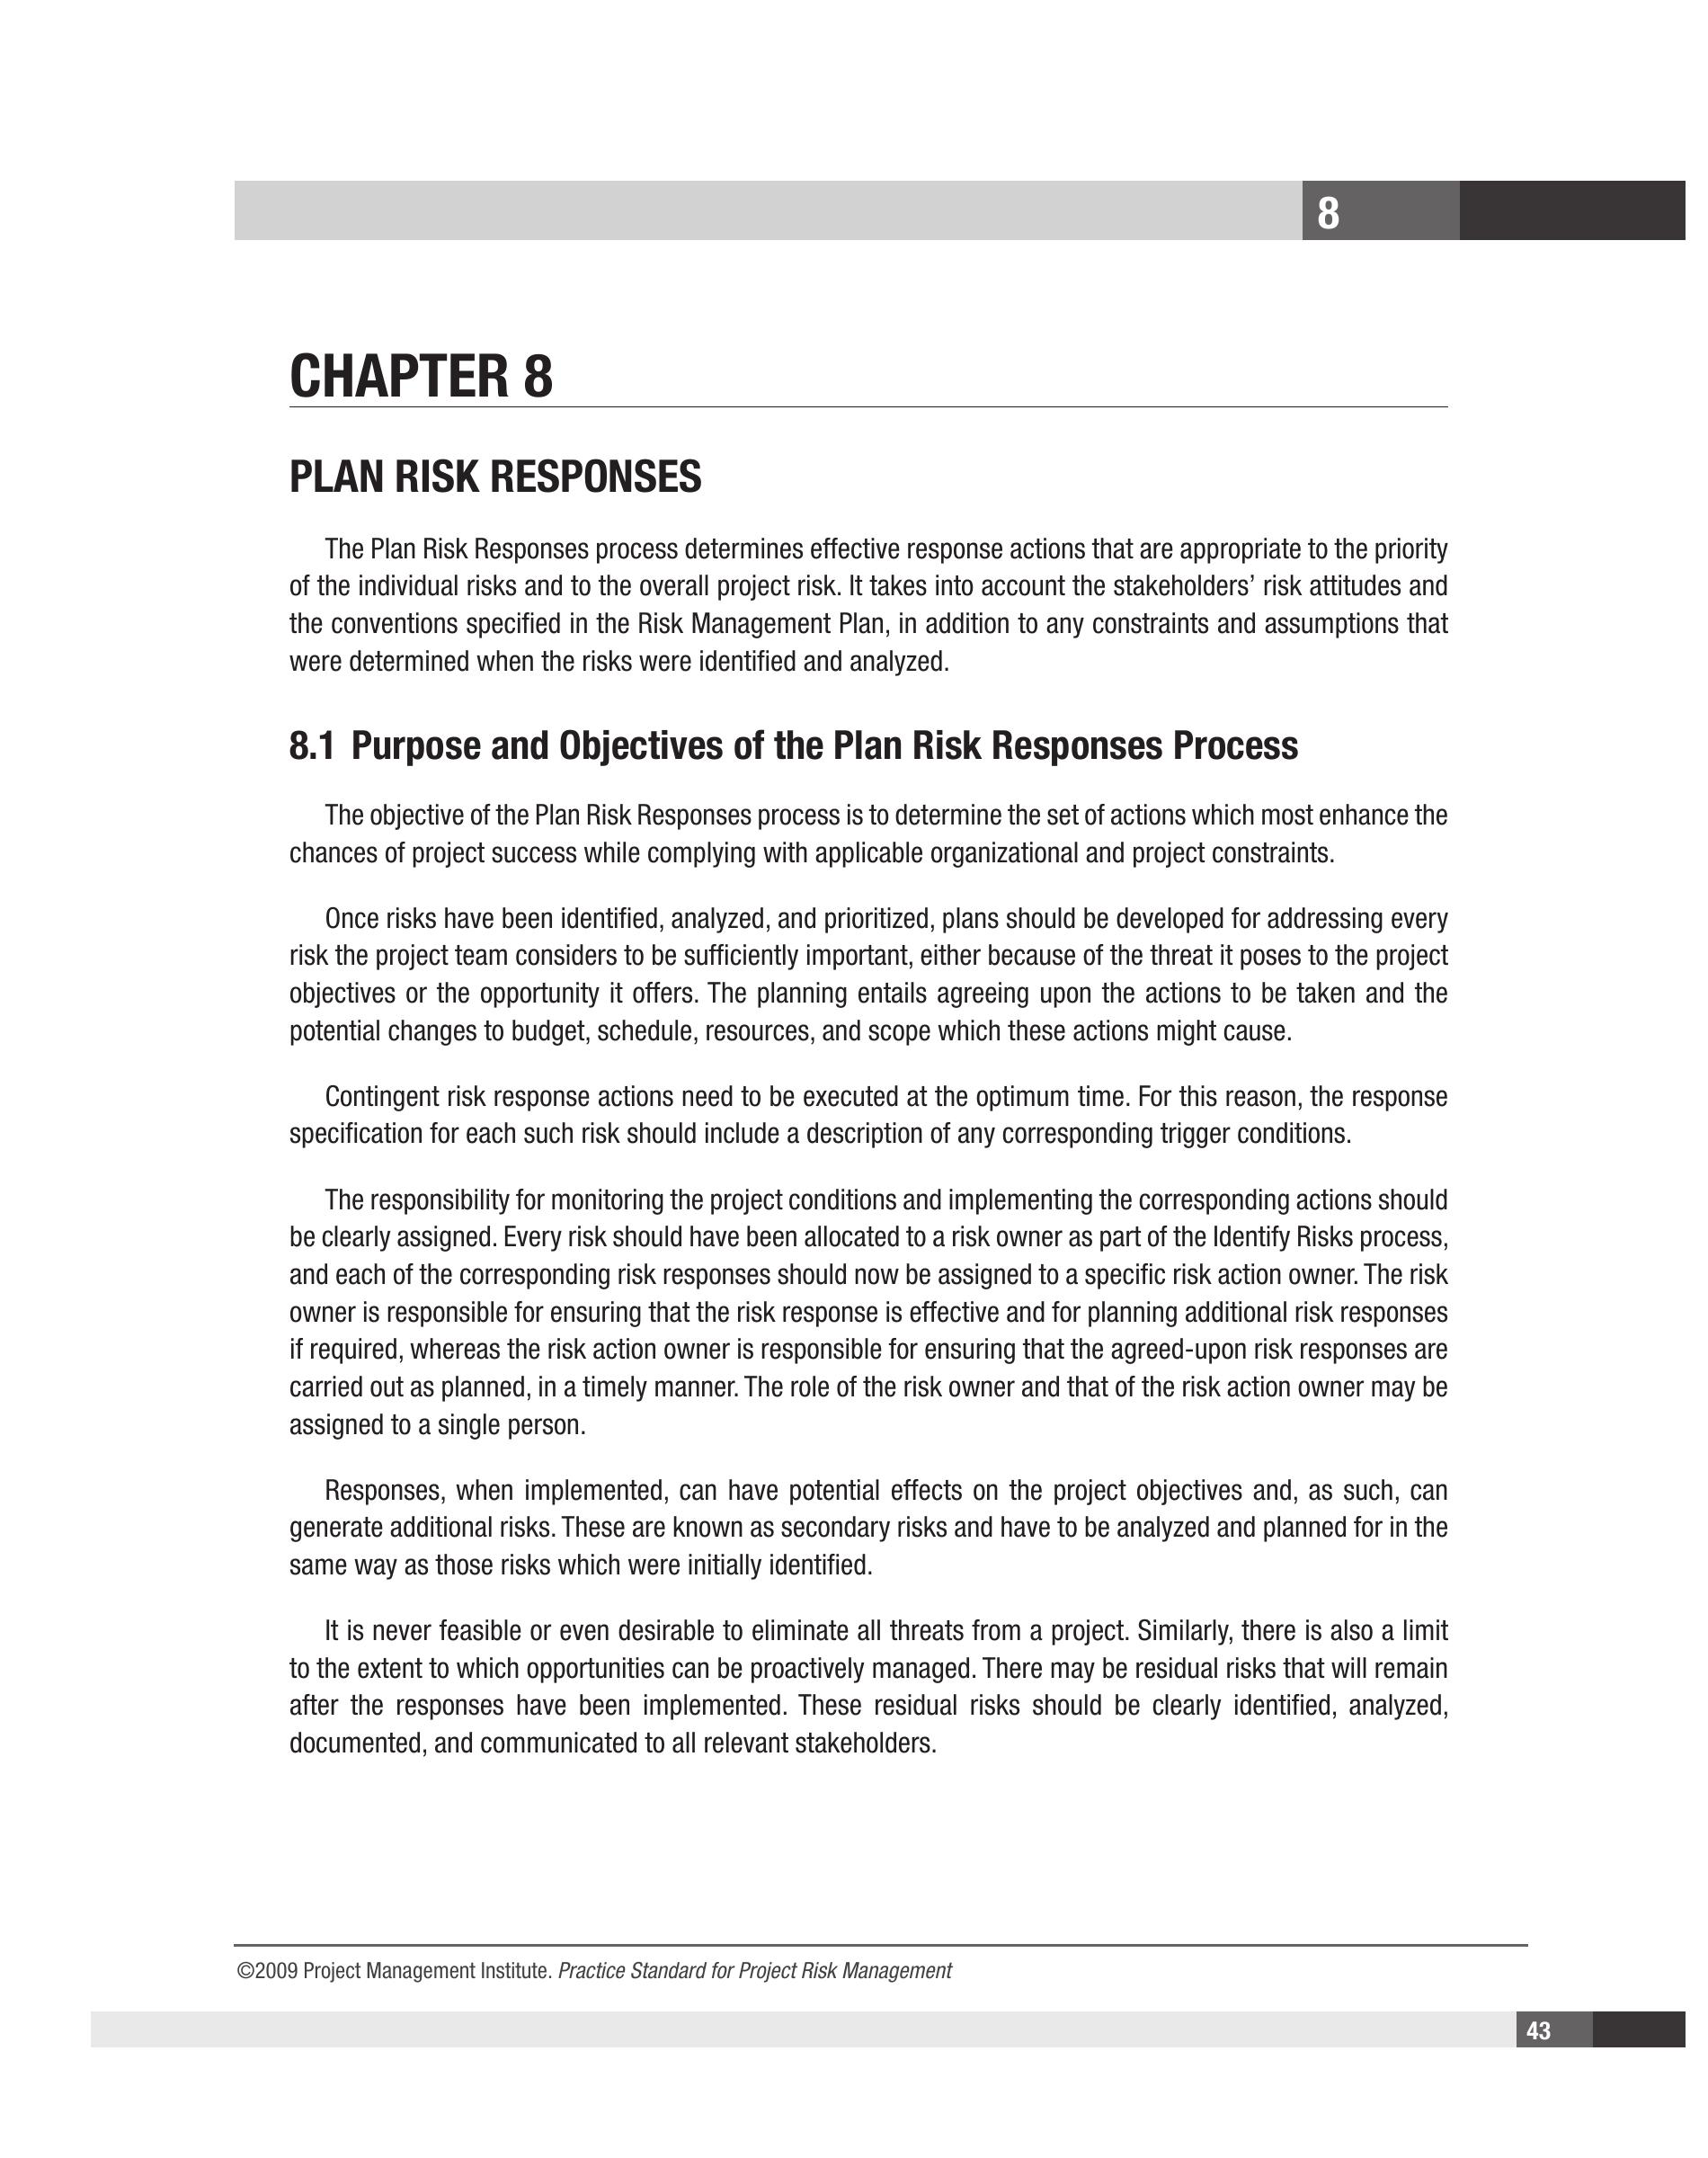 8
CHAPTER 8
PLAN RISK RESPONSES
The Plan Risk Responses process determines effective response actions that are appropriate to the priority
of the individual risks and to the overall project risk. It takes into account the stakeholders’ risk attitudes and
the conventions specified in the Risk Management Plan, in addition to any constraints and assumptions that
were determined when the risks were identified and analyzed.
8.1 Purpose and Objectives of the Plan Risk Responses Process
The objective of the Plan Risk Responses process is to determine the set of actions which most enhance the
chances of project success while complying with applicable organizational and project constraints.
Once risks have been identified, analyzed, and prioritized, plans should be developed for addressing every
risk the project team considers to be sufficiently important, either because of the threat it poses to the project
objectives or the opportunity it offers. The planning entails agreeing upon the actions to be taken and the
potential changes to budget, schedule, resources, and scope which these actions might cause.
Contingent risk response actions need to be executed at the optimum time. For this reason, the response
specification for each such risk should include a description of any corresponding trigger conditions.
The responsibility for monitoring the project conditions and implementing the corresponding actions should
be clearly assigned. Every risk should have been allocated to a risk owner as part of the Identify Risks process,
and each of the corresponding risk responses should now be assigned to a specific risk action owner. The risk
owner is responsible for ensuring that the risk response is effective and for planning additional risk responses
if required, whereas the risk action owner is responsible for ensuring that the agreed-upon risk responses are
carried out as planned, in a timely manner. The role of the risk owner and that of the risk action owner may be
assigned to a single person.
Responses, when implemented, can have potential effects on the project objectives and, as such, can
generate additional risks. These are known as secondary risks and have to be analyzed and planned for in the
same way as those risks which were initially identified.
It is never feasible or even desirable to eliminate all threats from a project. Similarly, there is also a limit
to the extent to which opportunities can be proactively managed. There may be residual risks that will remain
after the responses have been implemented. These residual risks should be clearly identified, analyzed,
documented, and communicated to all relevant stakeholders.
©2009 Project Management Institute. Practice Standard for Project Risk Management
43